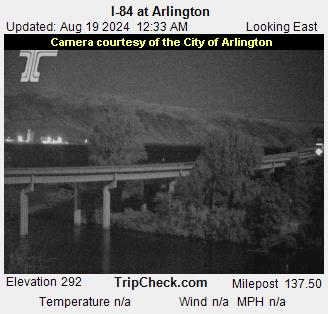 I-84 at Arlington
Updated: Aug 19 2024 12:33 AM Looking East
Camera courtesy of the City of Arlington
Elevation 292 TripCheck.com Milepost 137.50
Temperature n/a Wind n/a MPH n/a